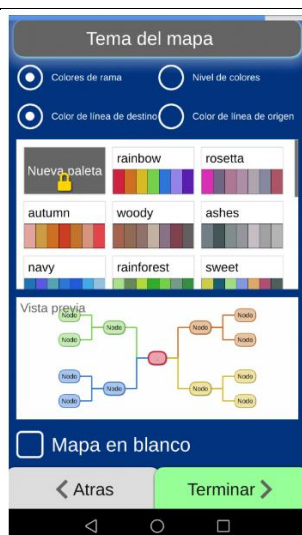 Tema del mapa
Colores de rama
Nivel de colores
Color de línea de destino
Color de línea de origen
Nueva paleta
rainbow
rosetta
autumn
woody
ashes
navy
rainforest
sweet
Vista previa
Nodo
Nodo
Nodo
Nodo
Nodo
Nodo
Nodo
Nodo
Nodo
Nodo
Nodo
Nodo
Mapa en blanco
Atras
Terminar